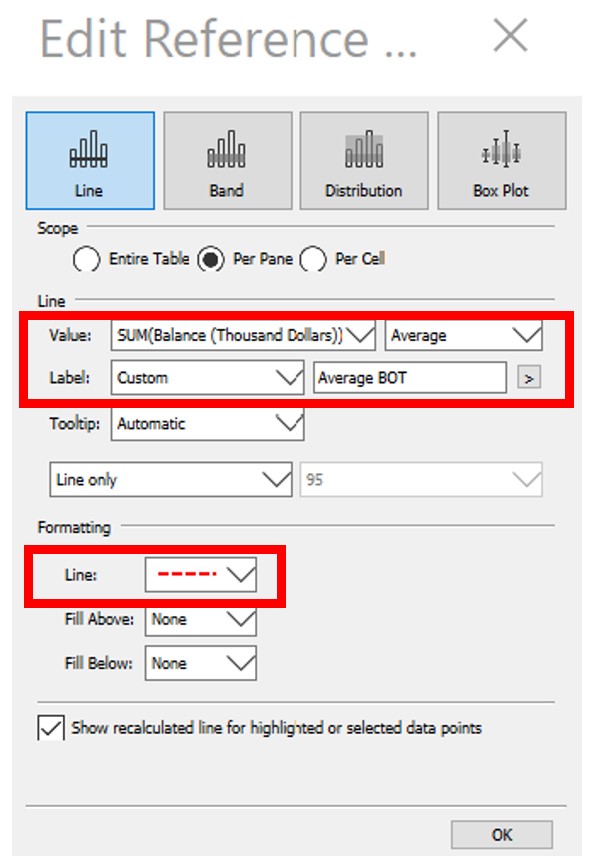 Edit Reference ...
Line Band Distribution Box Plot
Scope
Entire Table Per Pane Per Cell
Line
Value: SUM(Balance (Thousand Dollars)) Average
Label: Custom Average BOT >
Tooltip: Automatic
Line only 95
Formatting
Line:
Fill Above: None
Fill Below: None
Show recalculated line for highlighted or selected data points
OK